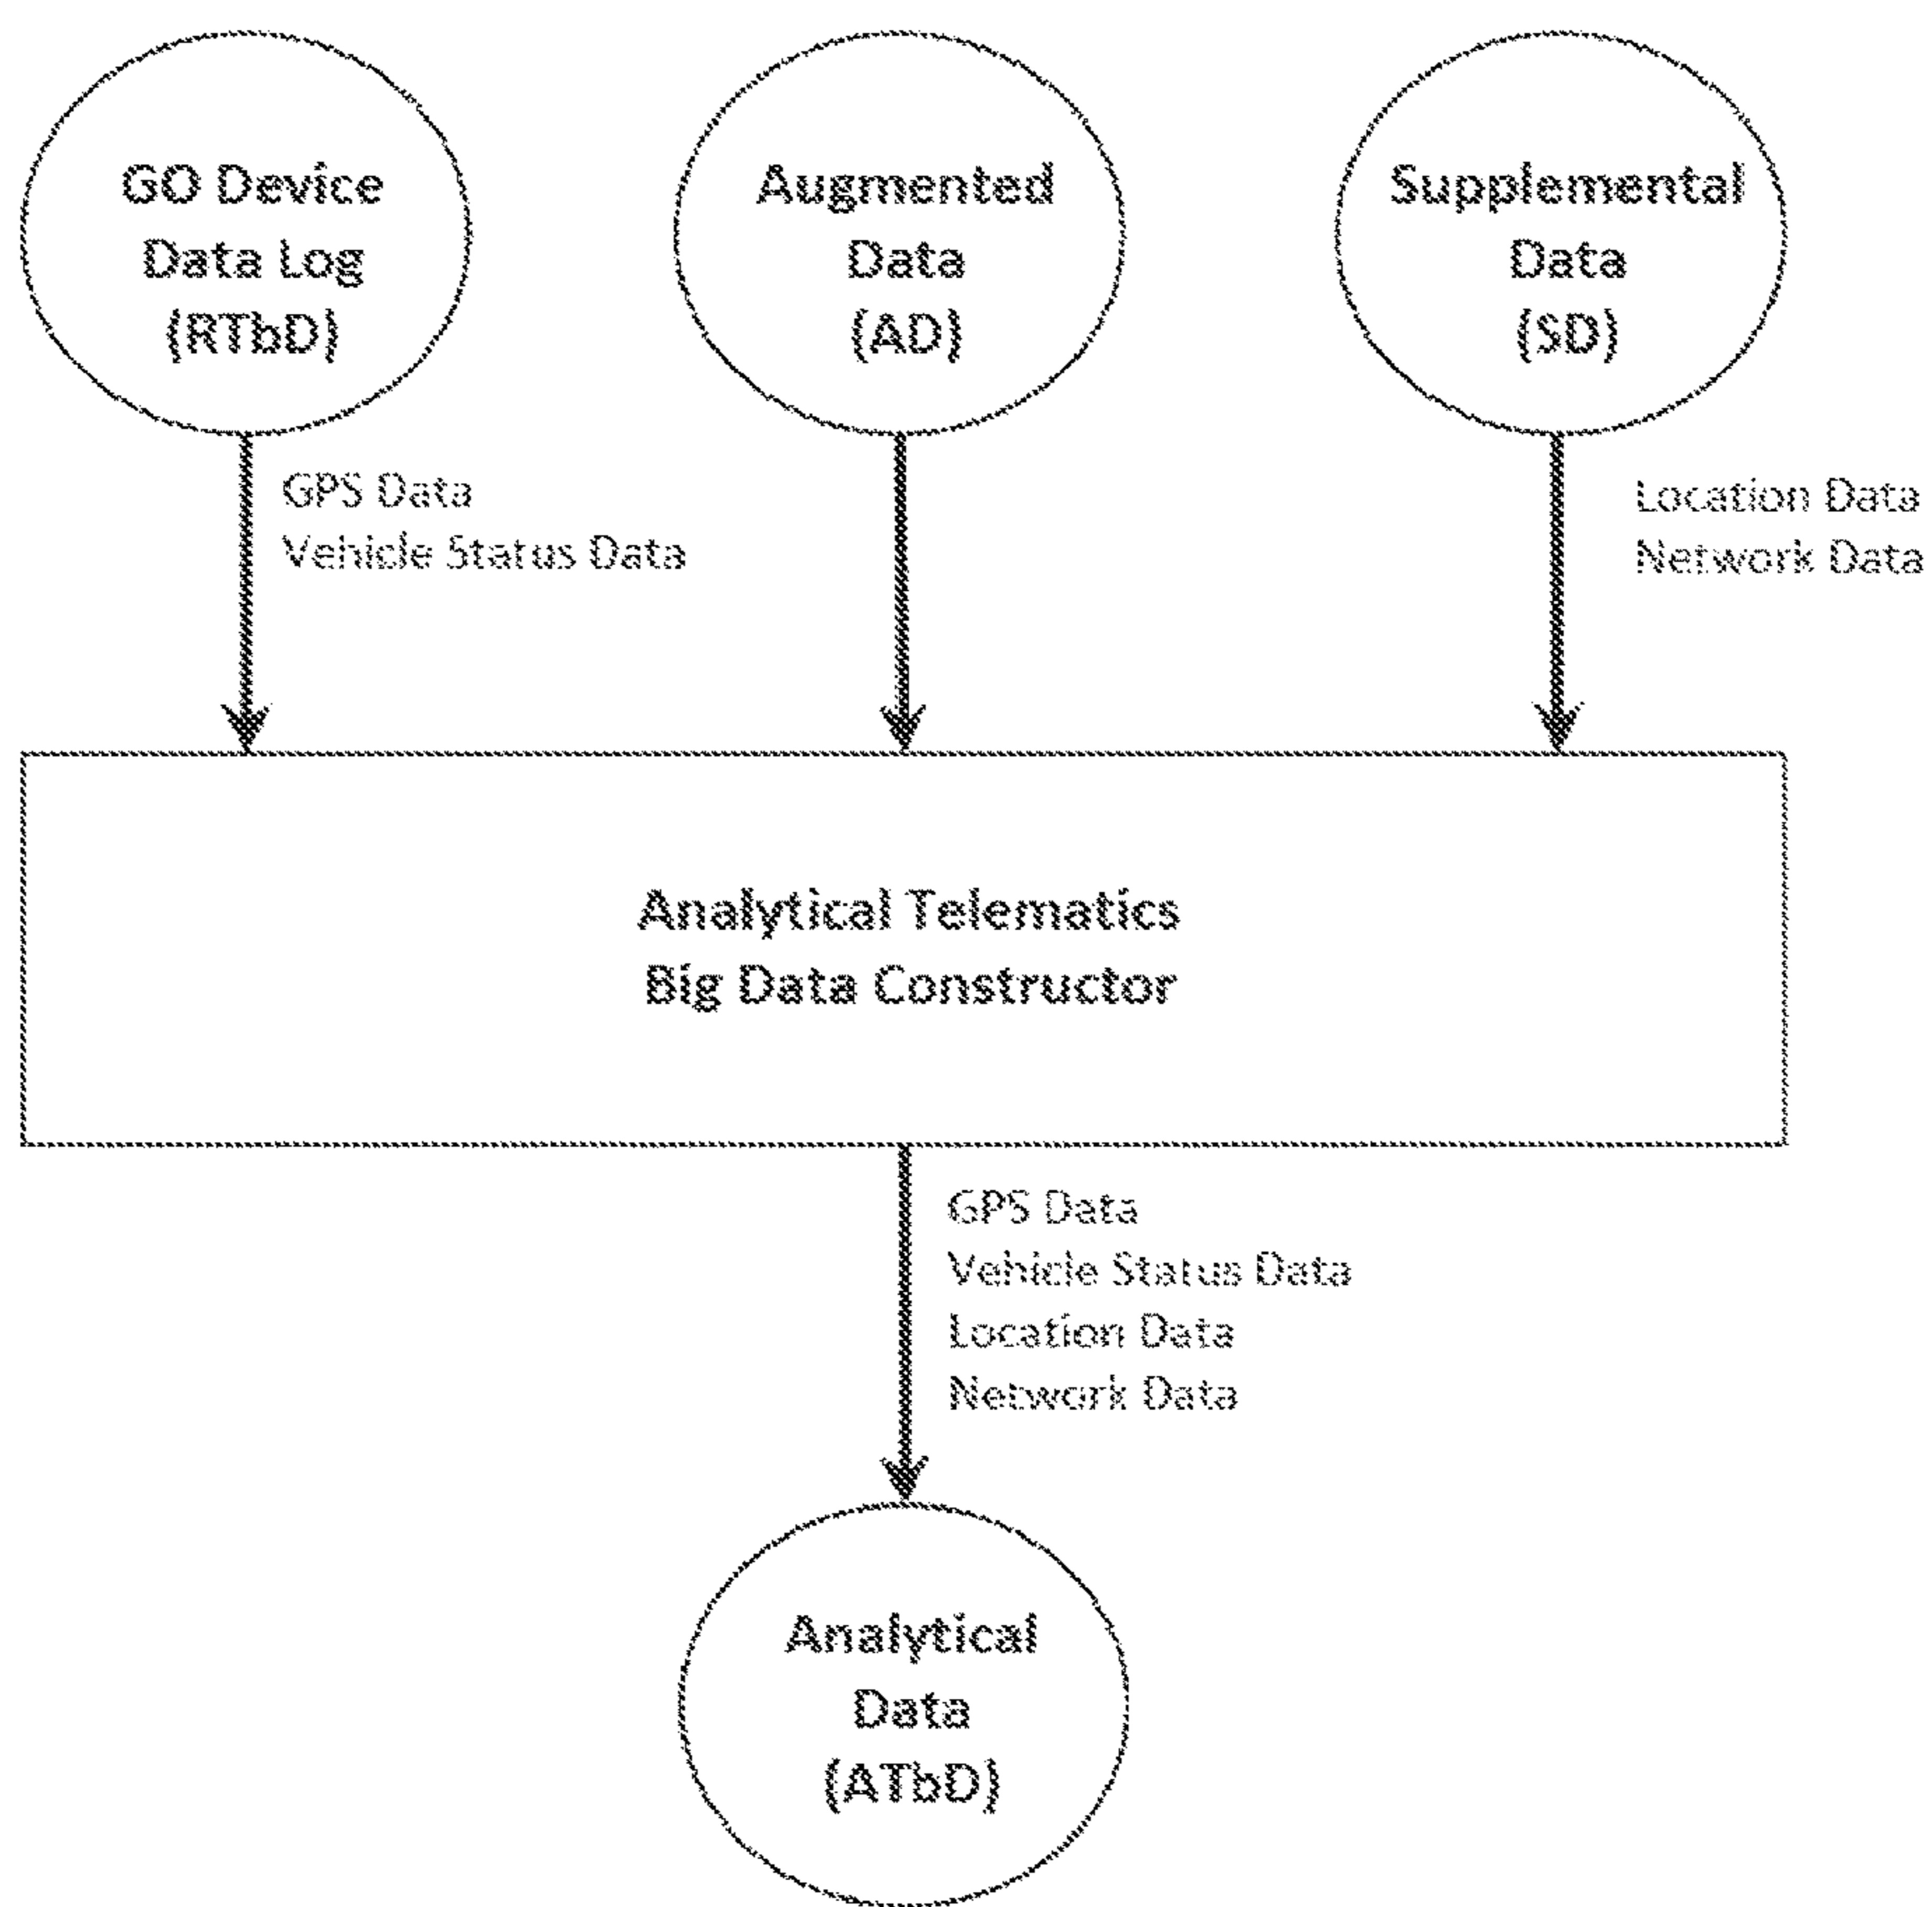 GO Device
Data Log
(RTbD)
Augmented
Data
(AD)
Supplemental
Data
(SD)
GPS Data
Vehicle Status Data
Location Data
Network Data
Analytical Telematics
Big Data Constructor
GPS Data
Vehicle Status Data
Location Data
Network Data
Analytical
Data
(ATbD)